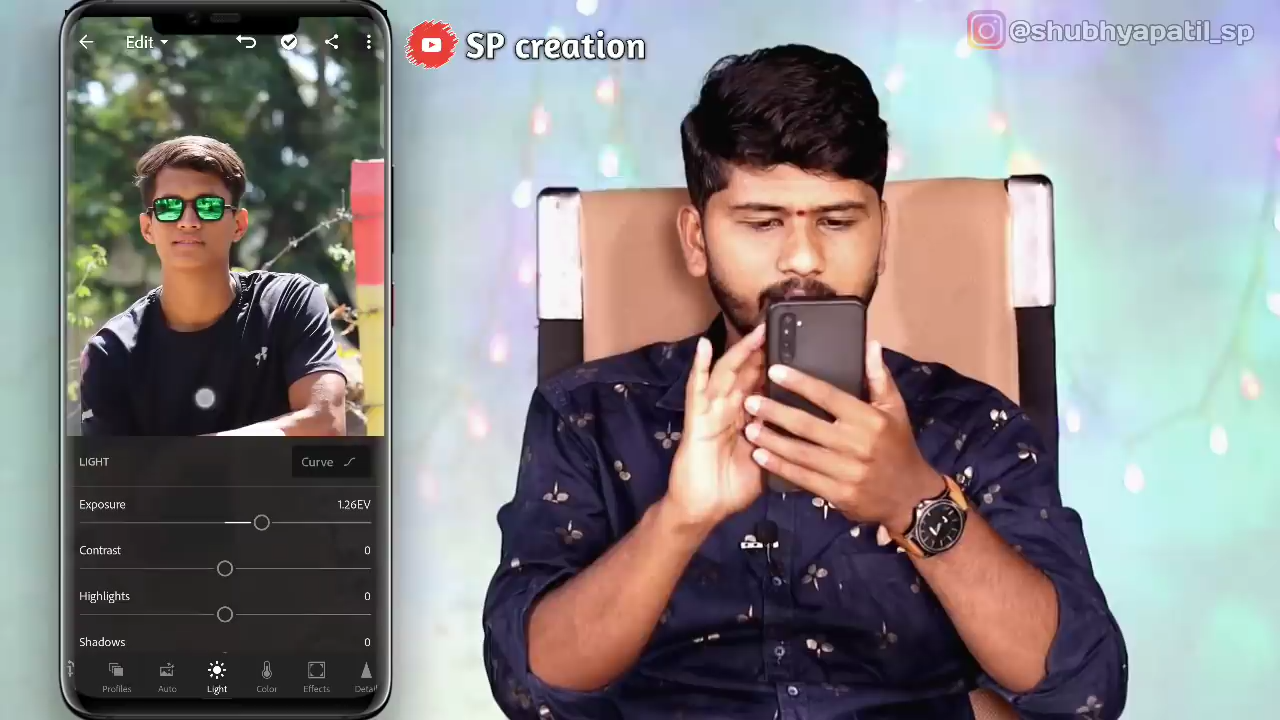 Edit
SP creation
@shubhyapatil_sp
LIGHT
Curve
Exposure
1.26EV
Contrast
0
Highlights
0
Shadows
0
Profiles
Auto
Light
Color
Effects
Detail